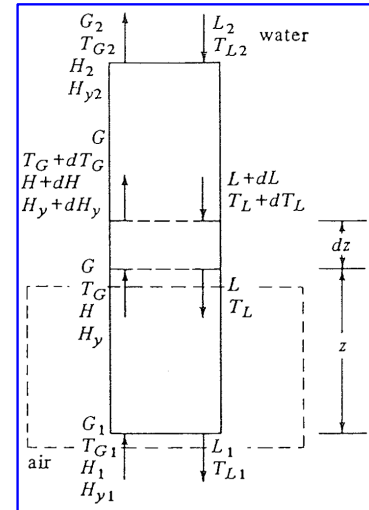 G2 L2 water
TG2 TL2
H2
Hy2
G
TG + dTG L + dL
H + dH TL + dTL
Hy + dHy
dz
G L
TG TL
H
Hy
z
G1
TG1 L1
air H1 TL1
Hy1